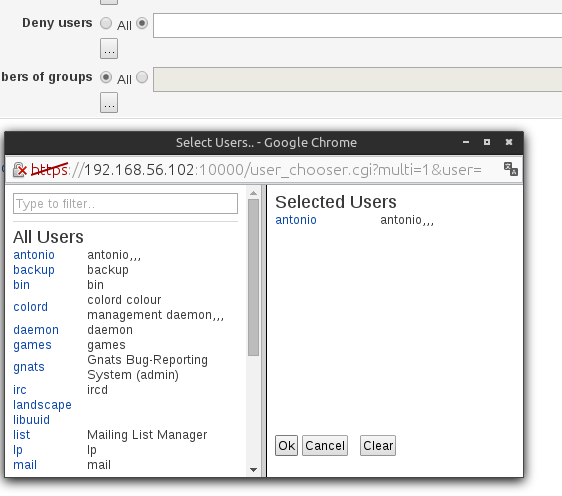 Deny users All
...
bers of groups All
...
Select Users.. - Google Chrome
https://192.168.56.102:10000/user_chooser.cgi?multi=1&user=
Type to filter..
All Users
antonio antonio,,,
backup backup
bin bin
colord colord colour
management daemon,,,
daemon daemon
games games
gnats Gnats Bug-Reporting
System (admin)
irc ircd
landscape
libuuid
list Mailing List Manager
lp lp
mail mail
Selected Users
antonio antonio,,,
Ok Cancel Clear